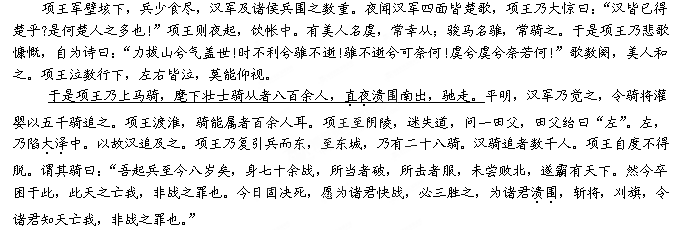 项王军壁垓下，兵少食尽，汉军及诸侯兵围之数重。夜闻汉军四面皆楚歌，项王乃大惊曰：“汉皆已得
楚乎?是何楚人之多也!”项王则夜起，饮帐中。有美人名虞，常幸从；骏马名骓，常骑之。于是项王乃悲歌
慷慨，自为诗曰：“力拔山兮气盖世!时不利兮骓不逝!骓不逝兮可奈何!虞兮虞兮奈若何!”歌数阕，美人和
之。项王泣数行下，左右皆泣，莫能仰视。
于是项王乃上马骑，麾下壮士骑从者八百余人，直夜溃围南出，驰走。平明，汉军乃觉之，令骑将灌
婴以五千骑追之。项王渡淮，骑能属者百余人耳。项王至阴陵，迷失道，问一田父，田父绐曰“左”。左，
乃陷大泽中。以故汉追及之。项王乃复引兵而东，至东城，乃有二十八骑。汉骑追者数千人。项王自度不得
脱。谓其骑曰：“吾起兵至今八岁矣，身七十余战，所当者破，所击者服，未尝败北，遂霸有天下。然今卒
困于此，此天之亡我，非战之罪也。今日固决死，愿为诸君快战，必三胜之，为诸君溃围，斩将，刈旗，令
诸君知天亡我，非战之罪也。”